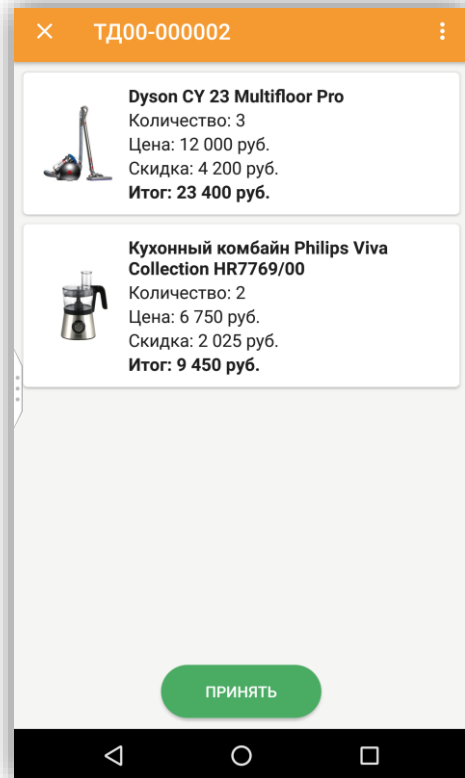 ТД00-000002
Dyson CY 23 Multifloor Pro
Количество: 3
Цена: 12 000 руб.
Скидка: 4 200 руб.
Итог: 23 400 руб.
Кухонный комбайн Philips Viva
Collection HR7769/00
Количество: 2
Цена: 6 750 руб.
Скидка: 2 025 руб.
Итог: 9 450 руб.
ПРИНЯТЬ